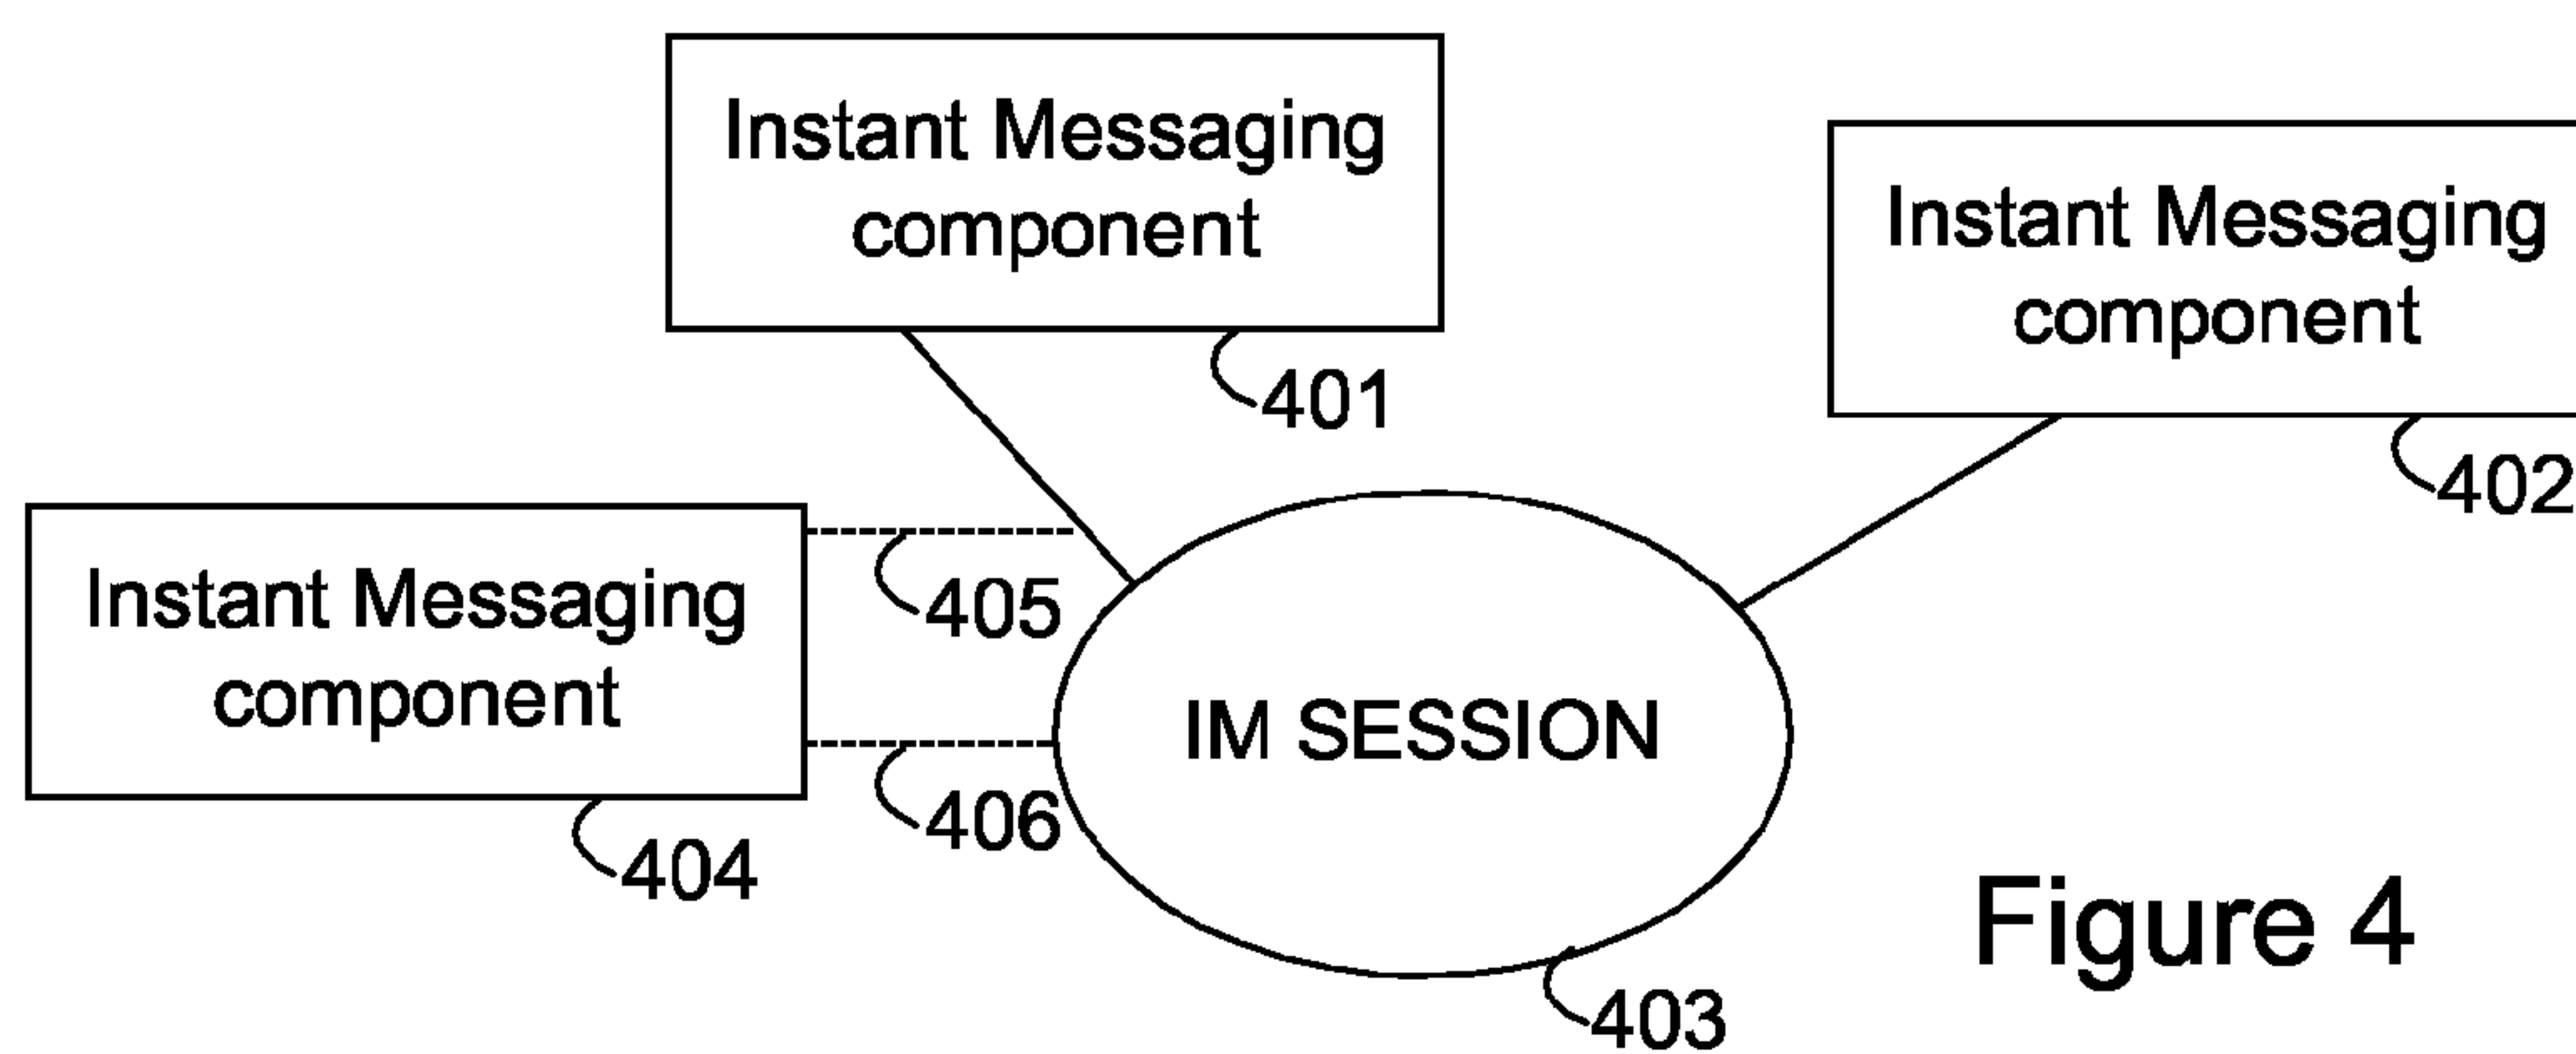 Instant Messaging
component
401
Instant Messaging
component
402
Instant Messaging
component
404
405
406
IM SESSION
403
Figure 4